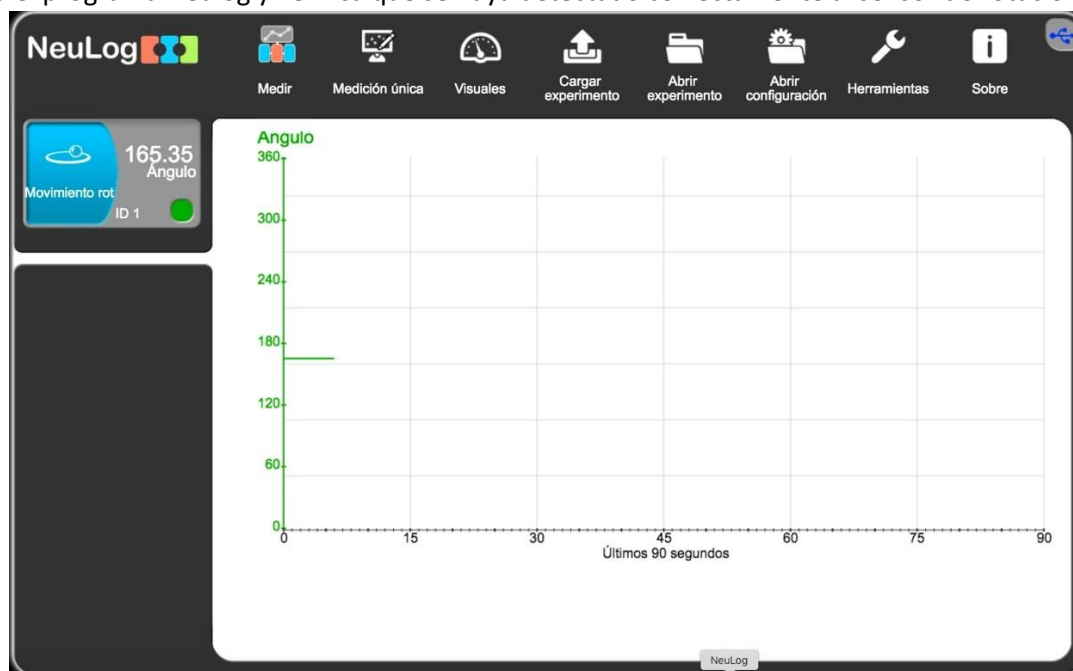 NeuLog
Medir
Medición única
Visuales
Cargar
experimento
Abrir
experimento
Abrir
configuración
Herramientas
Sobre
165.35
Ángulo
Movimiento rot
ID 1
Angulo
360
300
240
180
120
60
0
0 15 30 45 60 75 90
Últimos 90 segundos
NeuLog